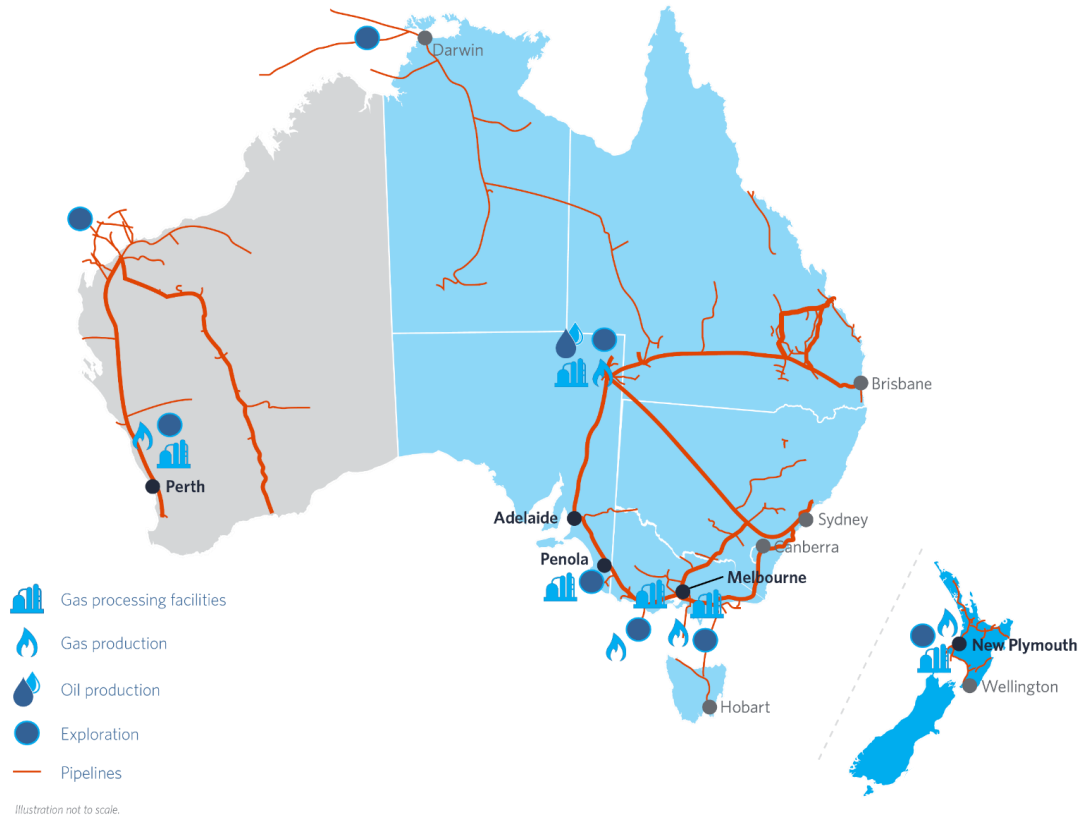 Darwin
Brisbane
Perth
Adelaide
Sydney
Canberra
Penola
Melbourne
Hobart
New Plymouth
Wellington
Gas processing facilities
Gas production
Oil production
Exploration
Pipelines
Illustration not to scale.